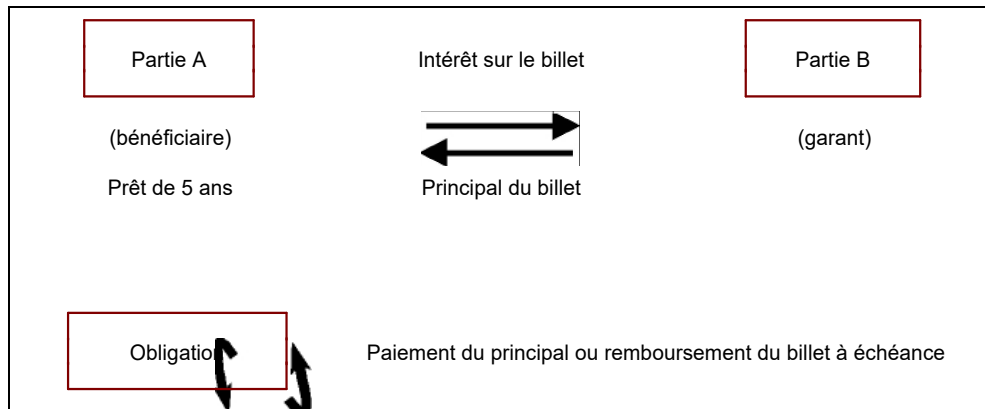 Partie A Intérêt sur le billet Partie B
(bénéficiaire) (garant)
Prêt de 5 ans Principal du billet
Obligation Paiement du principal ou remboursement du billet à échéance